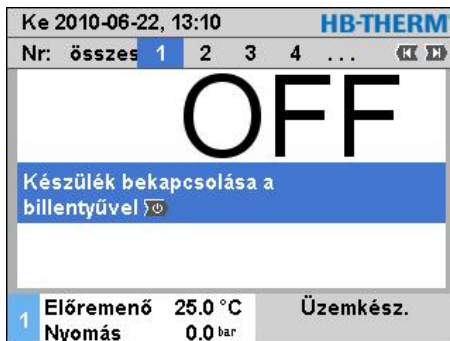 Ke 2010-06-22, 13:10 HB-THERM
Nr: összes 1 2 3 4 ...
OFF
Készülék bekapcsolása a
billentyűvel
1 Előremenő 25.0 °C Üzemkész.
Nyomás 0.0 bar